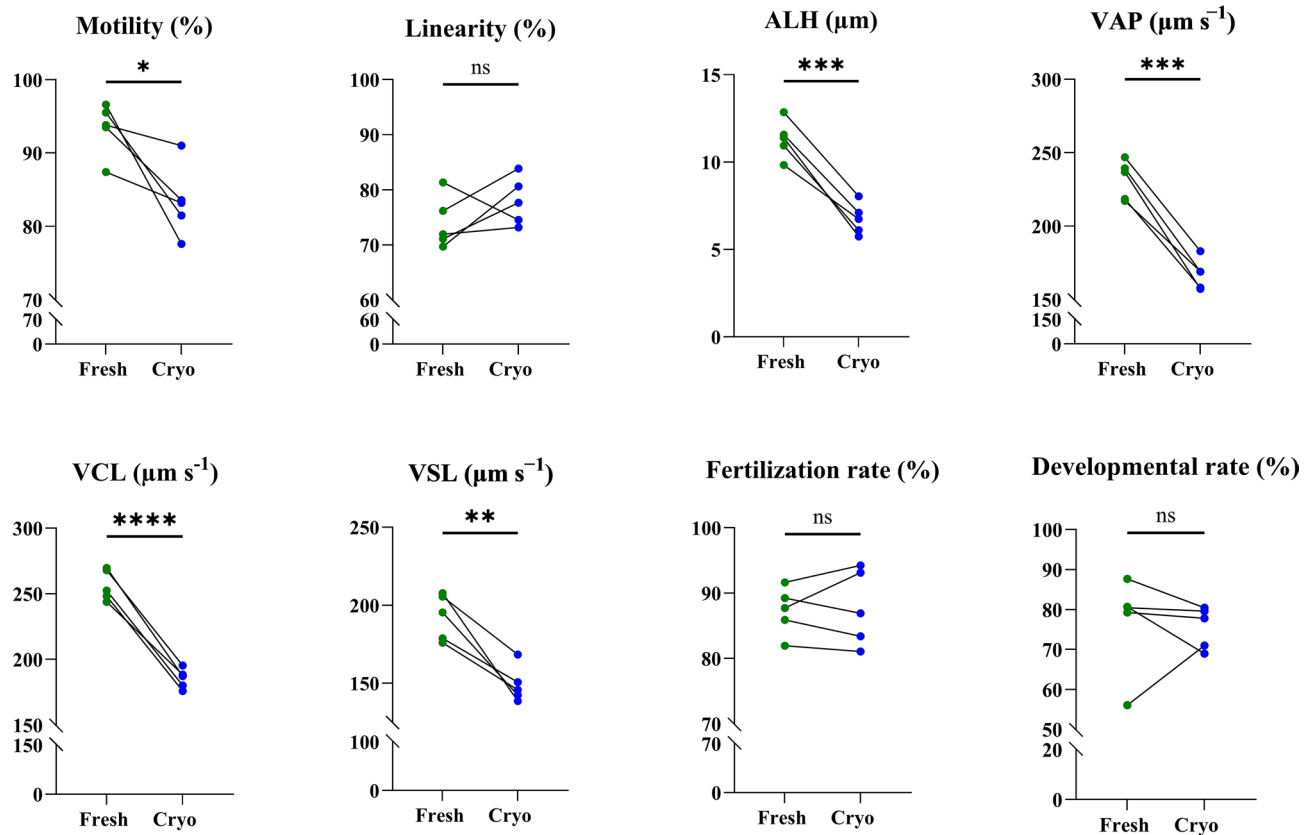 Motility (%)
*
100
90
80
70
70
0
Fresh Cryo
Linearity (%)
ns
100
90
80
70
60
60
0
Fresh Cryo
ALH (µm)
***
15
10
5
0
Fresh Cryo
VAP (µm s⁻¹)
***
300
250
200
150
150
0
Fresh Cryo
VCL (µm s⁻¹)
****
300
250
200
150
150
0
Fresh Cryo
VSL (µm s⁻¹)
**
250
200
150
100
0
Fresh Cryo
Fertilization rate (%)
ns
100
90
80
70
70
0
Fresh Cryo
Developmental rate (%)
ns
100
90
80
70
60
50
20
0
Fresh Cryo